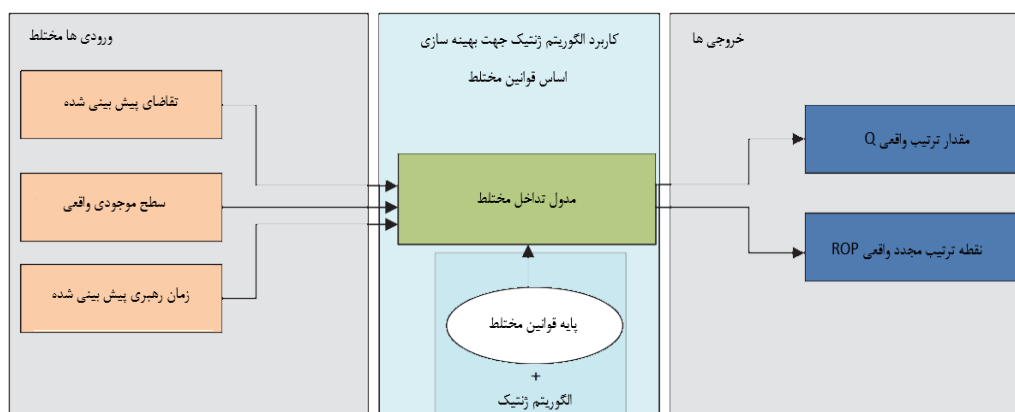 ورودی ها مختلط
تقاضای پیش بینی شده
سطح موجودی واقعی
زمان رهبری پیش بینی شده
کاربرد الگوریتم ژنتیک جهت بهینه سازی
اساس قوانین مختلط
مدول تداخل مختلط
پایه قوانین مختلط
+
الگوریتم ژنتیک
خروجی ها
مقدار ترتیب واقعی Q
نقطه ترتیب مجدد واقعی ROP